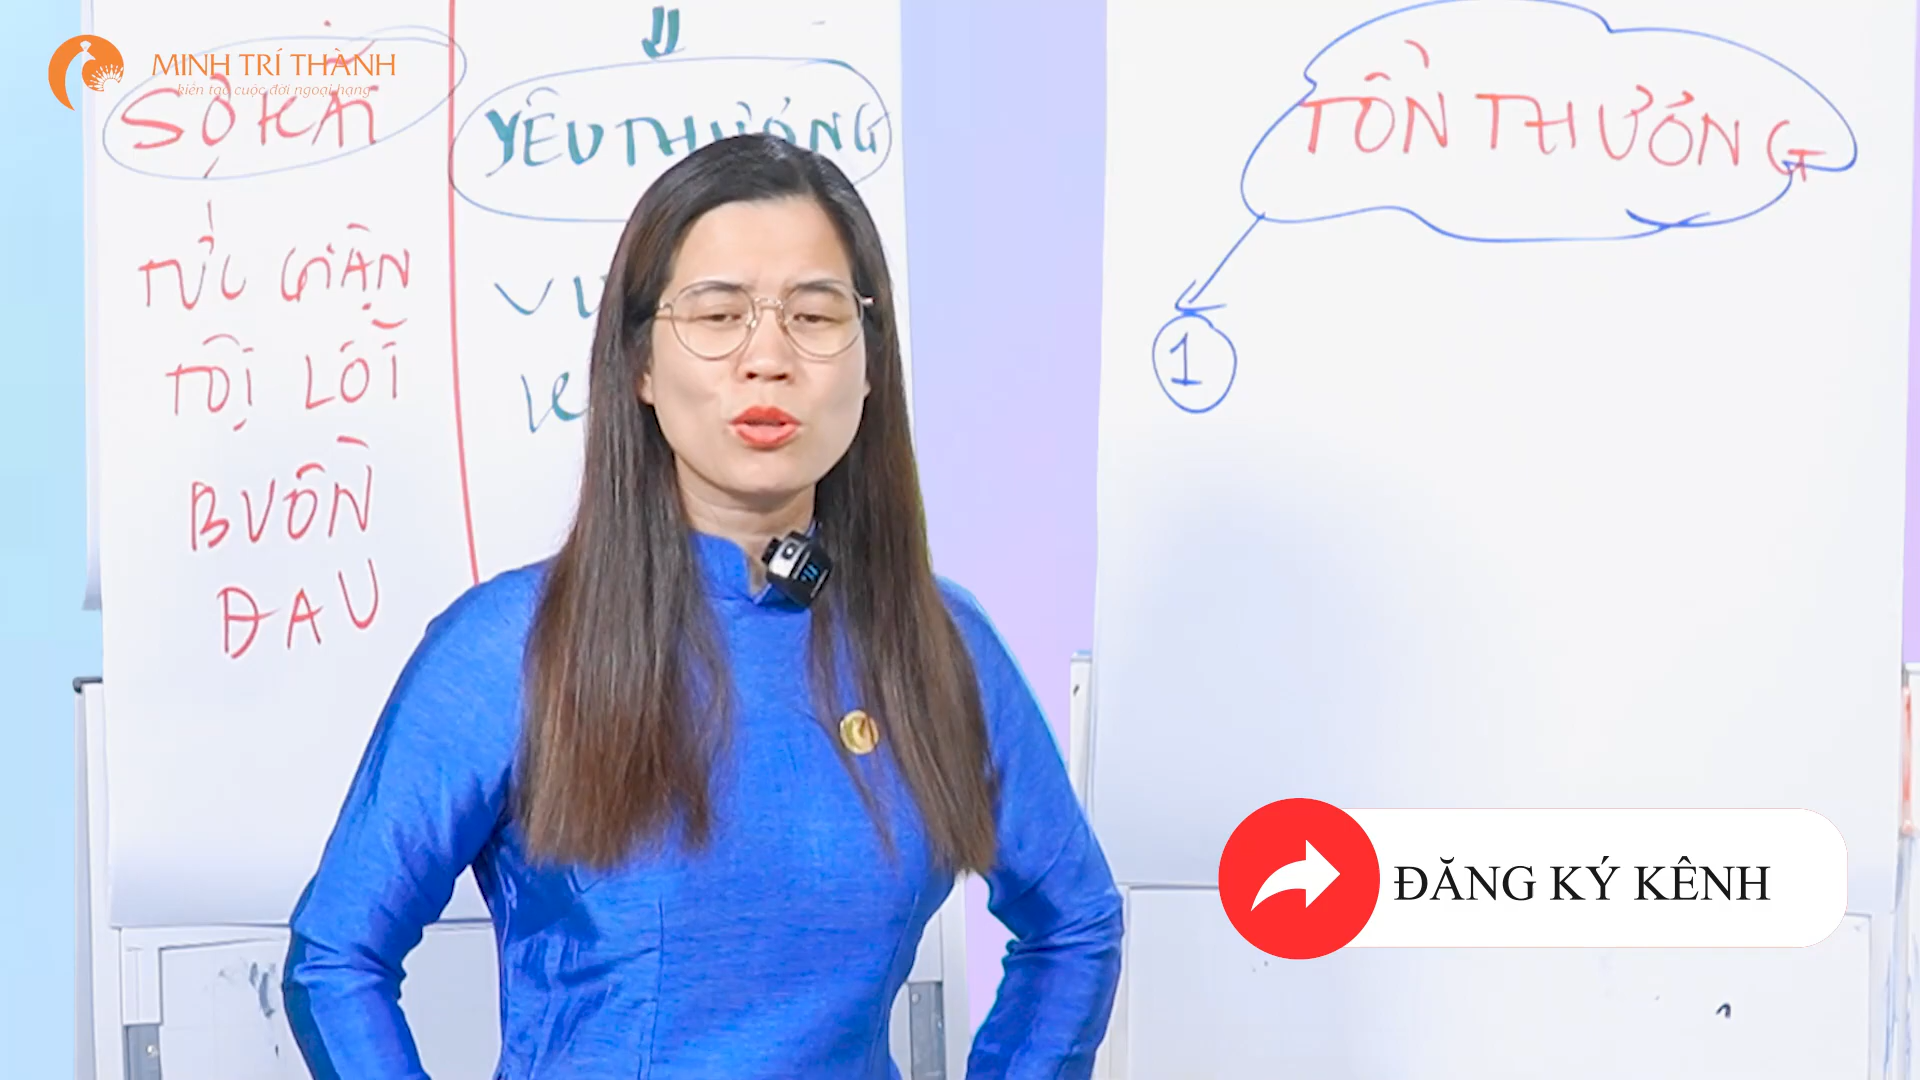 MINH TRÍ THÀNH
kiến tạo cuộc đời ngoại hạng
SỢ HÃI
TỨC GIẬN
TỘI LỖI
BUỒN
ĐAU
YÊU THƯƠNG
VU
TỔN THƯƠNG
1
ĐĂNG KÝ KÊNH